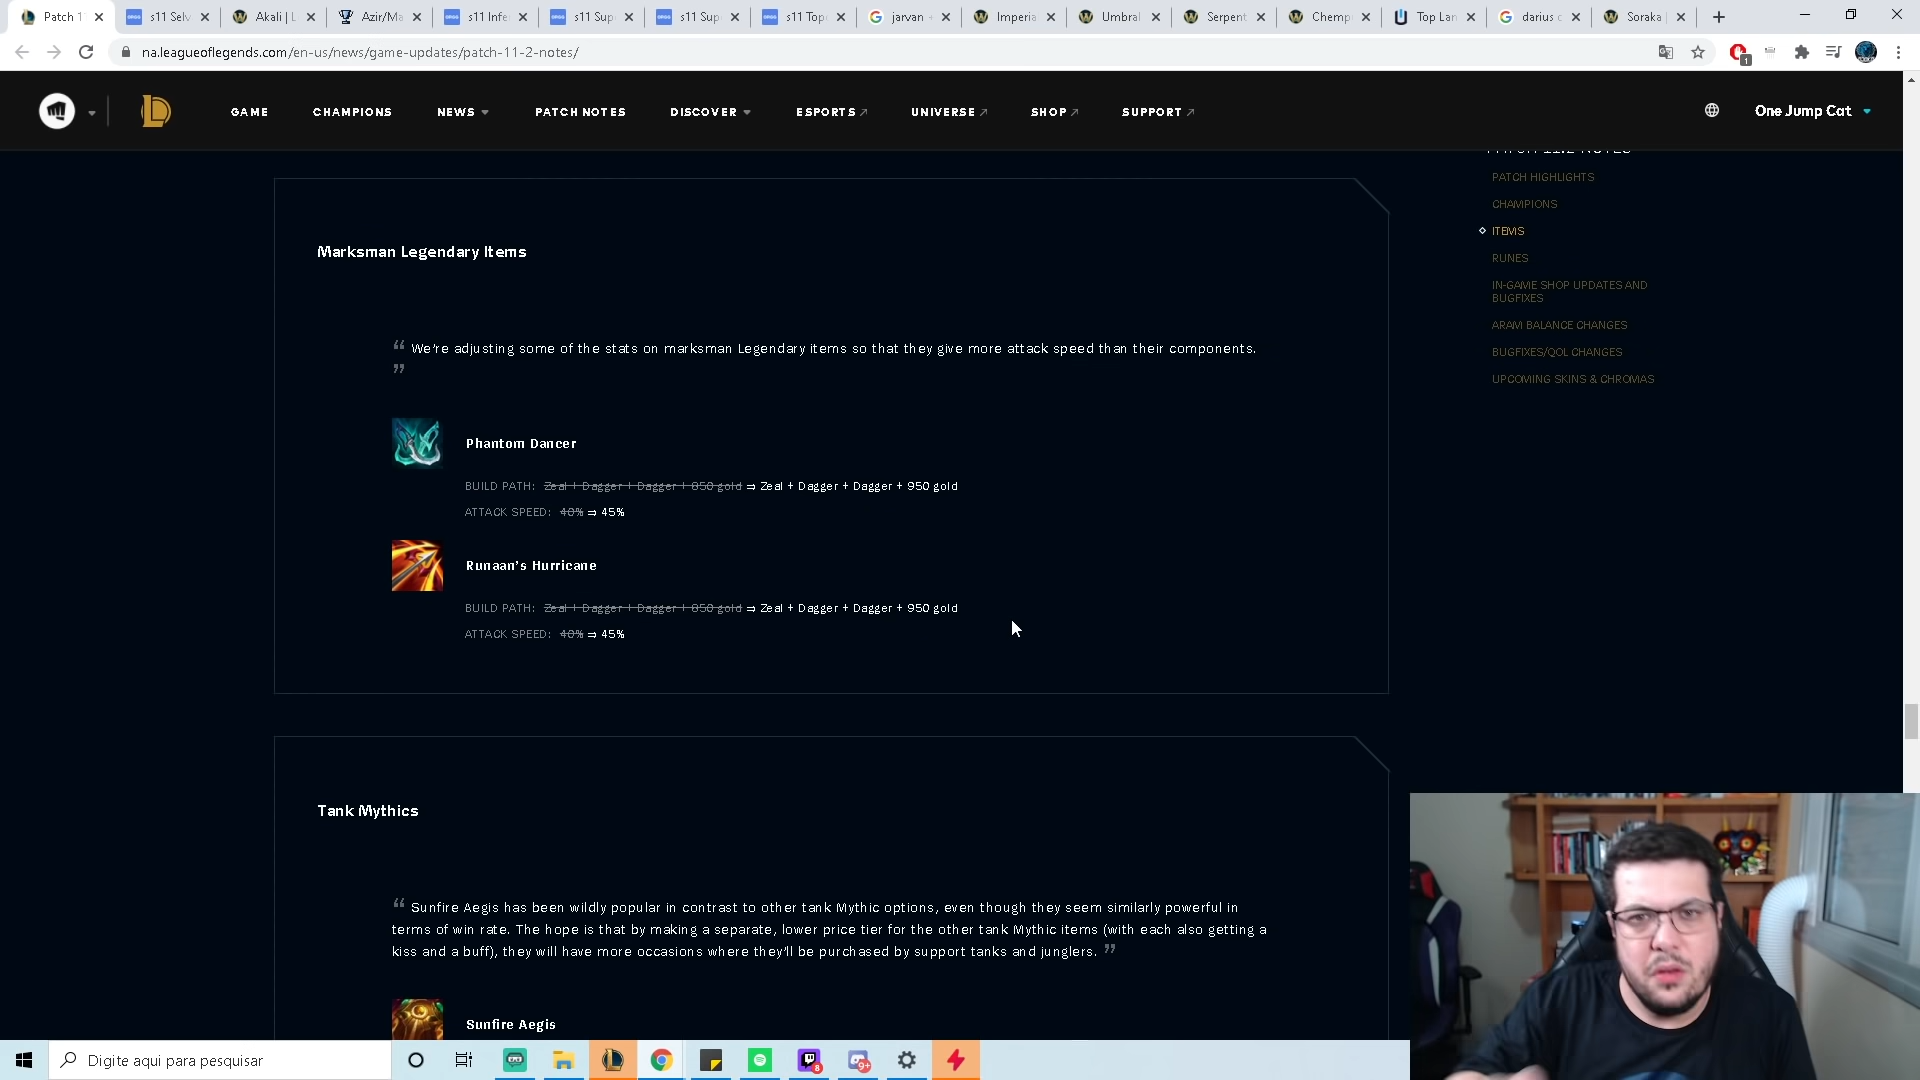 Patch 1
s11 Selv
Akali | L
Azir/Ma
s11 Infe
s11 Sup
s11 Sup
s11 Top
jarvan
Imperia
Umbral
Serpent
Chemp
Top Lan
darius c
Soraka |
na.leagueoflegends.com/en-us/news/game-updates/patch-11-2-notes/
1
GAME
CHAMPIONS
NEWS
PATCH NOTES
DISCOVER
ESPORTS
UNIVERSE
SHOP
SUPPORT
One Jump Cat
PATCH 11.2 NOTES
PATCH HIGHLIGHTS
CHAMPIONS
ITEMS
RUNES
IN-GAME SHOP UPDATES AND
BUGFIXES
ARAM BALANCE CHANGES
BUGFIXES/QOL CHANGES
UPCOMING SKINS & CHROMAS
Marksman Legendary Items
“ We're adjusting some of the stats on marksman Legendary items so that they give more attack speed than their components.
”
Phantom Dancer
BUILD PATH: Zeal + Dagger + Dagger + 850 gold ⇒ Zeal + Dagger + Dagger + 950 gold
ATTACK SPEED: 40% ⇒ 45%
Runaan's Hurricane
BUILD PATH: Zeal + Dagger + Dagger + 850 gold ⇒ Zeal + Dagger + Dagger + 950 gold
ATTACK SPEED: 40% ⇒ 45%
Tank Mythics
“ Sunfire Aegis has been wildly popular in contrast to other tank Mythic options, even though they seem similarly powerful in
terms of win rate. The hope is that by making a separate, lower price tier for the other tank Mythic items (with each also getting a
kiss and a buff), they will have more occasions where they'll be purchased by support tanks and junglers. ”
Sunfire Aegis
Digite aqui para pesquisar
8
9+